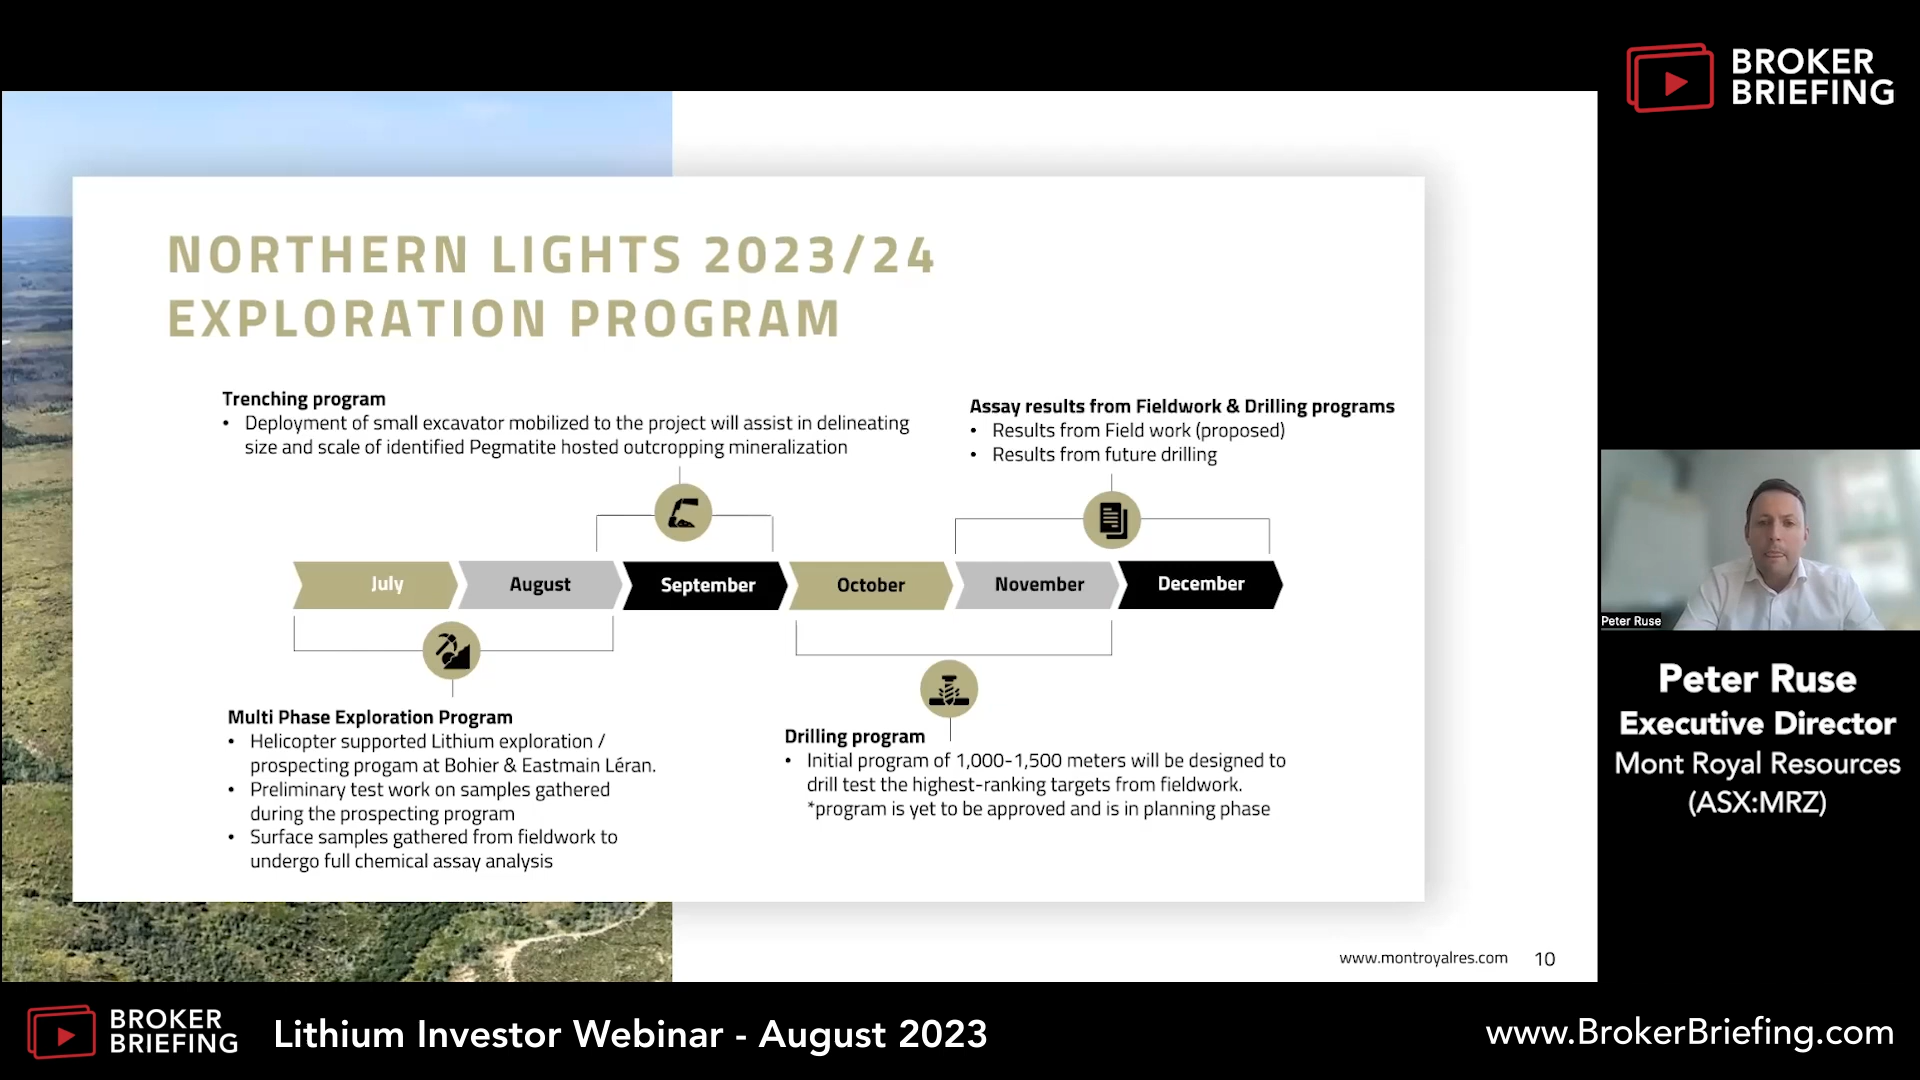 BROKER
BRIEFING
NORTHERN LIGHTS 2023/24
EXPLORATION PROGRAM
Trenching program
• Deployment of small excavator mobilized to the project will assist in delineating
size and scale of identified Pegmatite hosted outcropping mineralization
Assay results from Fieldwork & Drilling programs
• Results from Field work (proposed)
• Results from future drilling
July
August
September
October
November
December
Multi Phase Exploration Program
• Helicopter supported Lithium exploration /
prospecting progam at Bohier & Eastmain Léran.
• Preliminary test work on samples gathered
during the prospecting program
• Surface samples gathered from fieldwork to
undergo full chemical assay analysis
Drilling program
• Initial program of 1,000-1,500 meters will be designed to
drill test the highest-ranking targets from fieldwork.
*program is yet to be approved and is in planning phase
www.montroyalres.com 10
Peter Ruse
Peter Ruse
Executive Director
Mont Royal Resources
(ASX:MRZ)
BROKER
BRIEFING
Lithium Investor Webinar - August 2023
www.BrokerBriefing.com